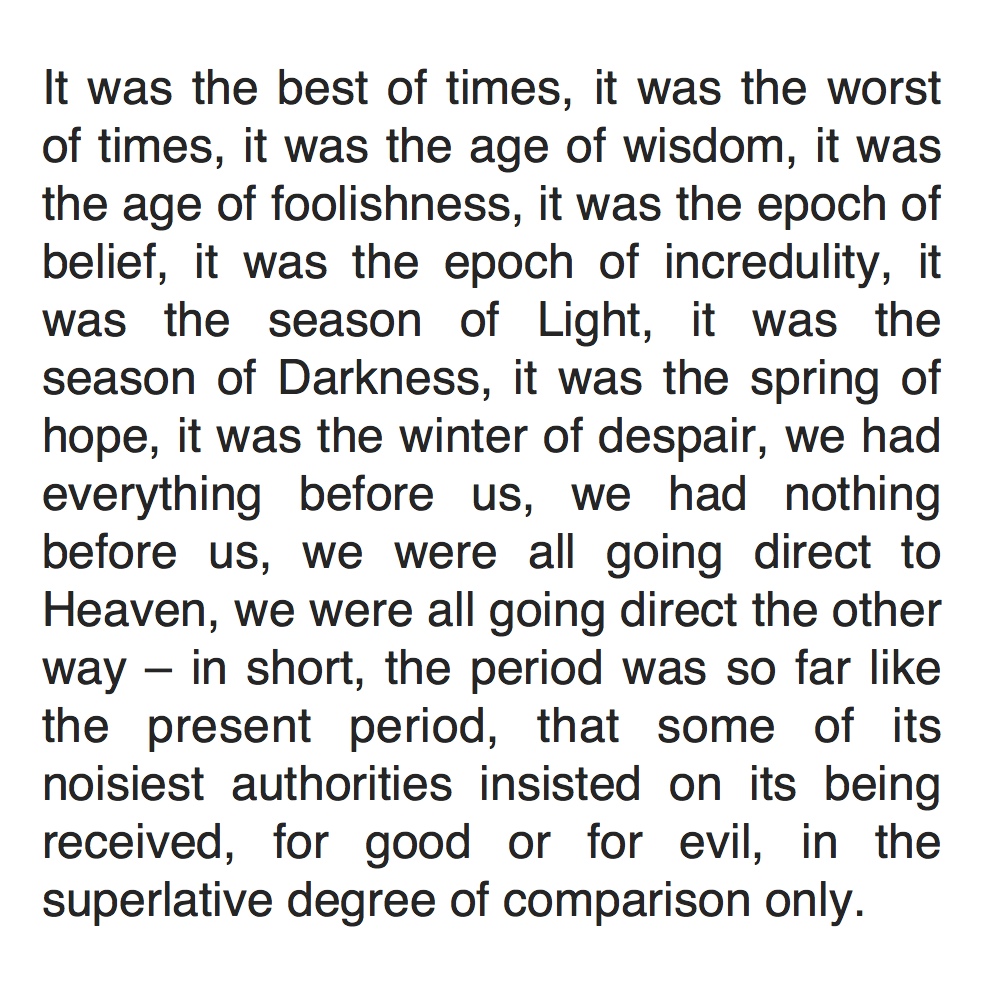 It was the best of times, it was the worst
of times, it was the age of wisdom, it was
the age of foolishness, it was the epoch of
belief, it was the epoch of incredulity, it
was the season of Light, it was the
season of Darkness, it was the spring of
hope, it was the winter of despair, we had
everything before us, we had nothing
before us, we were all going direct to
Heaven, we were all going direct the other
way – in short, the period was so far like
the present period, that some of its
noisiest authorities insisted on its being
received, for good or for evil, in the
superlative degree of comparison only.